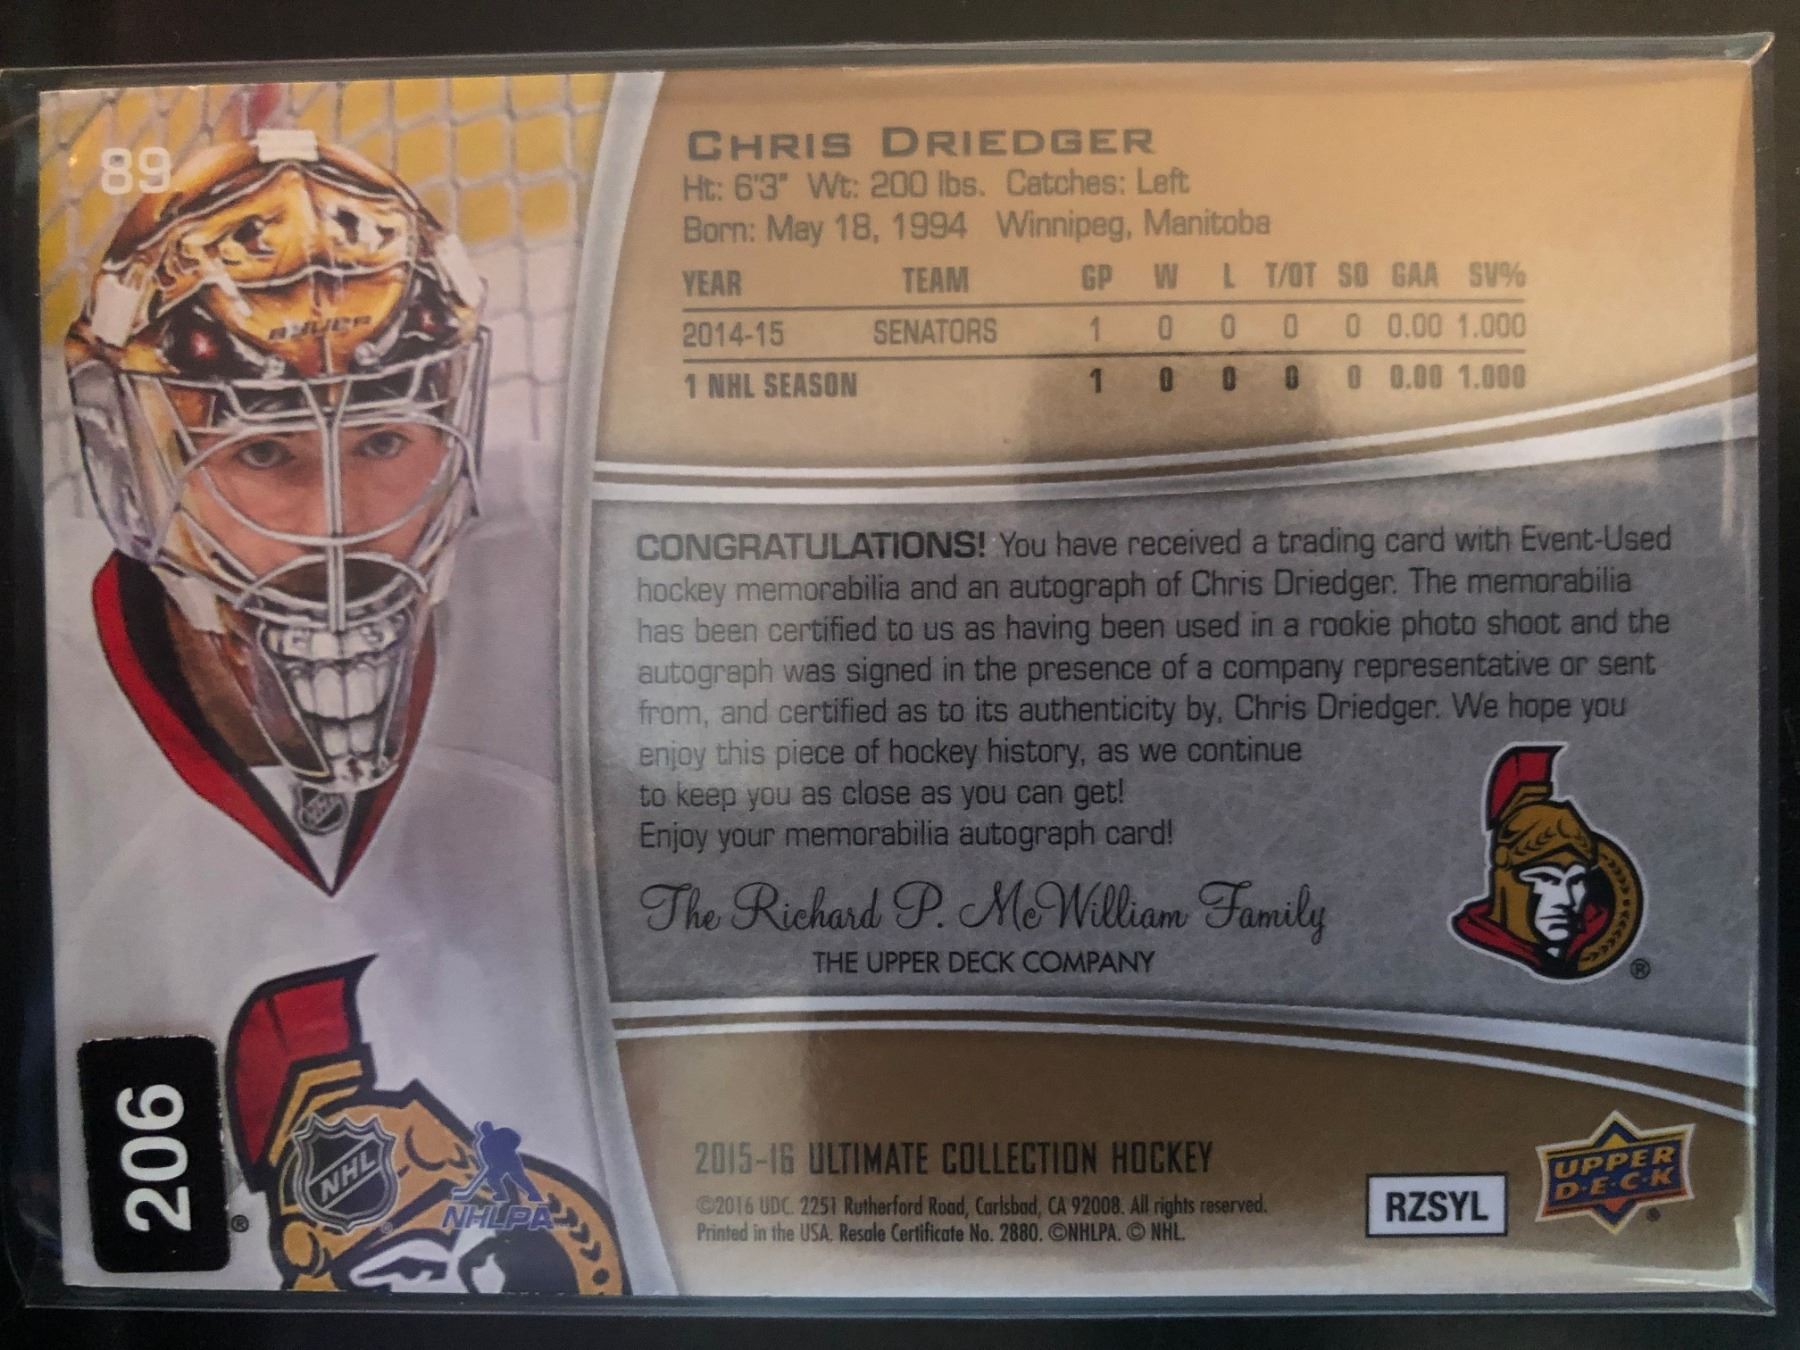 89
CHRIS DRIEDGER
Ht: 6'3" Wt: 200 lbs. Catches: Left
Born: May 18, 1994 Winnipeg, Manitoba
YEAR TEAM GP W L T/OT SO GAA SV%
2014-15 SENATORS 1 0 0 0 0 0.00 1.000
1 NHL SEASON 1 0 0 0 0 0.00 1.000
BAUER
CONGRATULATIONS! You have received a trading card with Event-Used
hockey memorabilia and an autograph of Chris Driedger. The memorabilia
has been certified to us as having been used in a rookie photo shoot and the
autograph was signed in the presence of a company representative or sent
from, and certified as to its authenticity by, Chris Driedger. We hope you
enjoy this piece of hockey history, as we continue
to keep you as close as you can get!
Enjoy your memorabilia autograph card!
The Richard P. McWilliam Family
THE UPPER DECK COMPANY
®
206
®
NHL
®
NHLPA
2015-16 ULTIMATE COLLECTION HOCKEY
©2016 UDC. 2251 Rutherford Road, Carlsbad, CA 92008. All rights reserved.
Printed in the USA. Resale Certificate No. 2880. ©NHLPA. © NHL.
RZSYL
UPPER
D•E•C•K
®